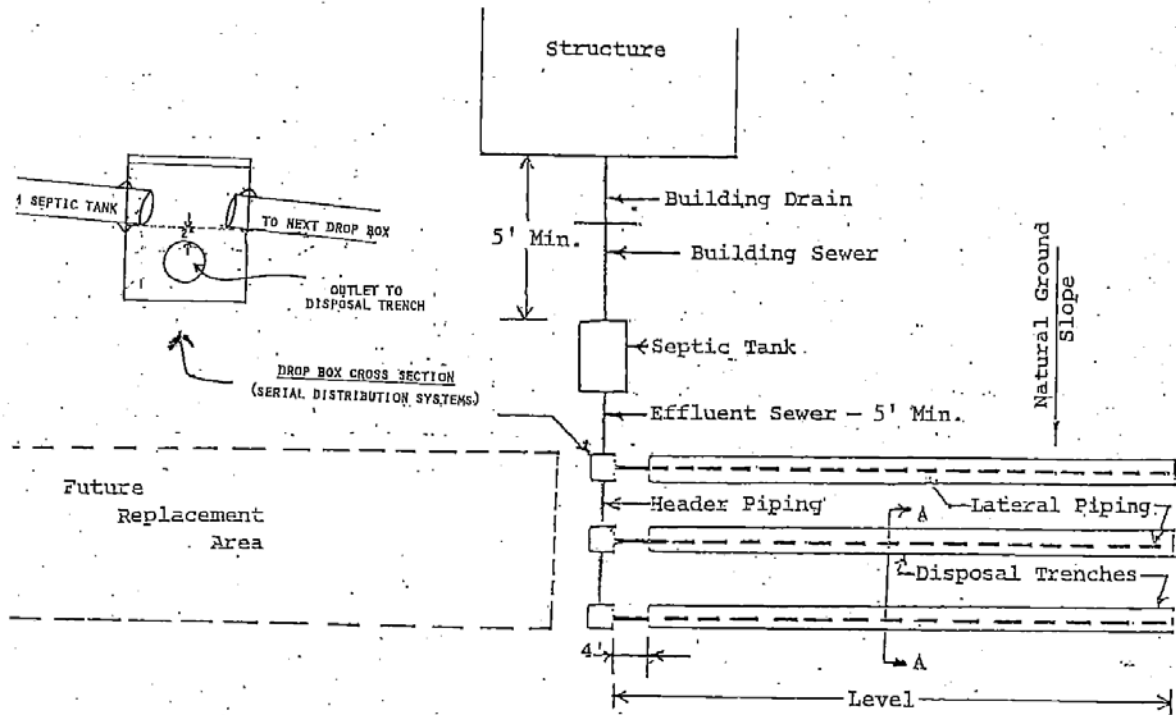 Structure
Building Drain
5' Min.
Building Sewer
SEPTIC TANK
TO NEXT DROP BOX
2"
OUTLET TO
DISPOSAL TRENCH
Septic Tank
Natural Ground
Slope
DROP BOX CROSS SECTION
(SERIAL DISTRIBUTION SYSTEMS)
Effluent Sewer - 5' Min.
Future
Replacement
Area
Header Piping
A
Lateral Piping
Disposal Trenches
4'
A
Level